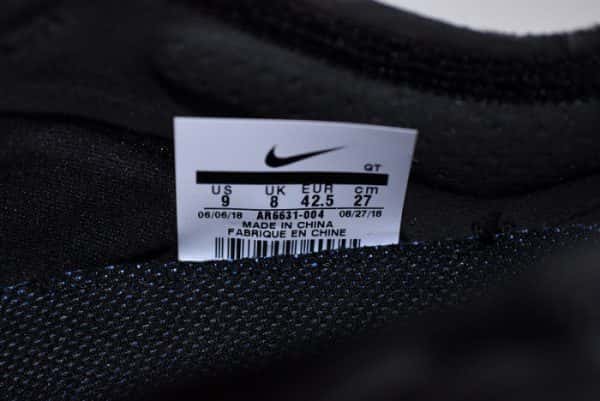 QT
US UK EUR cm
9 8 42.5 27
06/06/18 AR6631-004 08/27/18
MADE IN CHINA
FABRIQUE EN CHINE